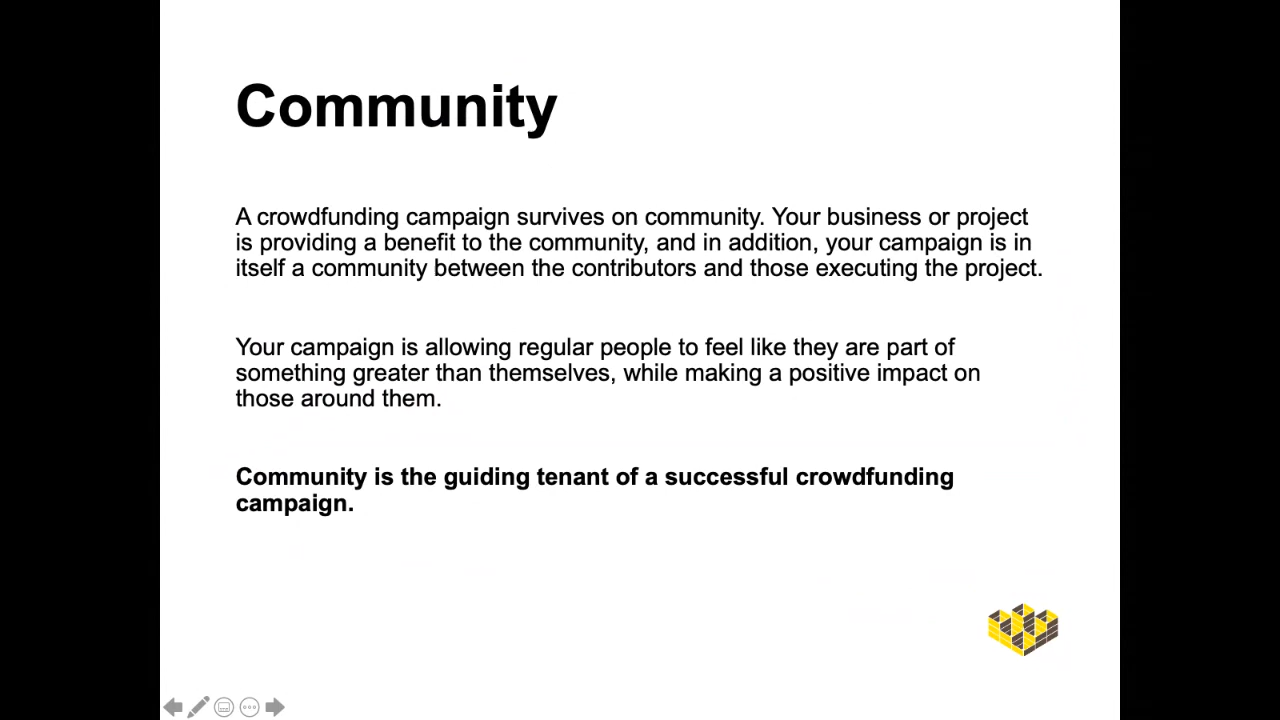 Community
A crowdfunding campaign survives on community. Your business or project
is providing a benefit to the community, and in addition, your campaign is in
itself a community between the contributors and those executing the project.
Your campaign is allowing regular people to feel like they are part of
something greater than themselves, while making a positive impact on
those around them.
Community is the guiding tenant of a successful crowdfunding
campaign.